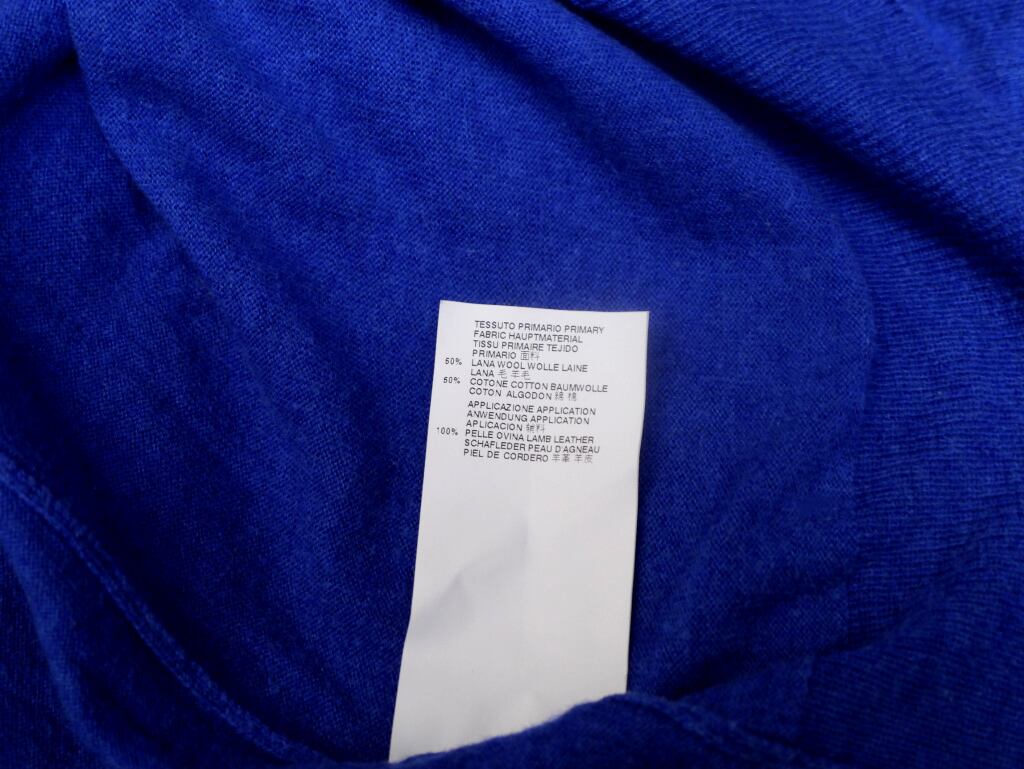 TESSUTO PRIMARIO PRIMARY
FABRIC HAUPTMATERIAL
TISSU PRIMAIRE TEJIDO
PRIMARIO 面料
50% LANA WOOL WOLLE LAINE
LANA 毛 羊毛
50% COTONE COTTON BAUMWOLLE
COTON ALGODON 綿 棉
APPLICAZIONE APPLICATION
ANWENDUNG APPLICATION
APLICACION 辅料
100% PELLE OVINA LAMB LEATHER
SCHAFLEDER PEAU D'AGNEAU
PIEL DE CORDERO 羊革 羊皮